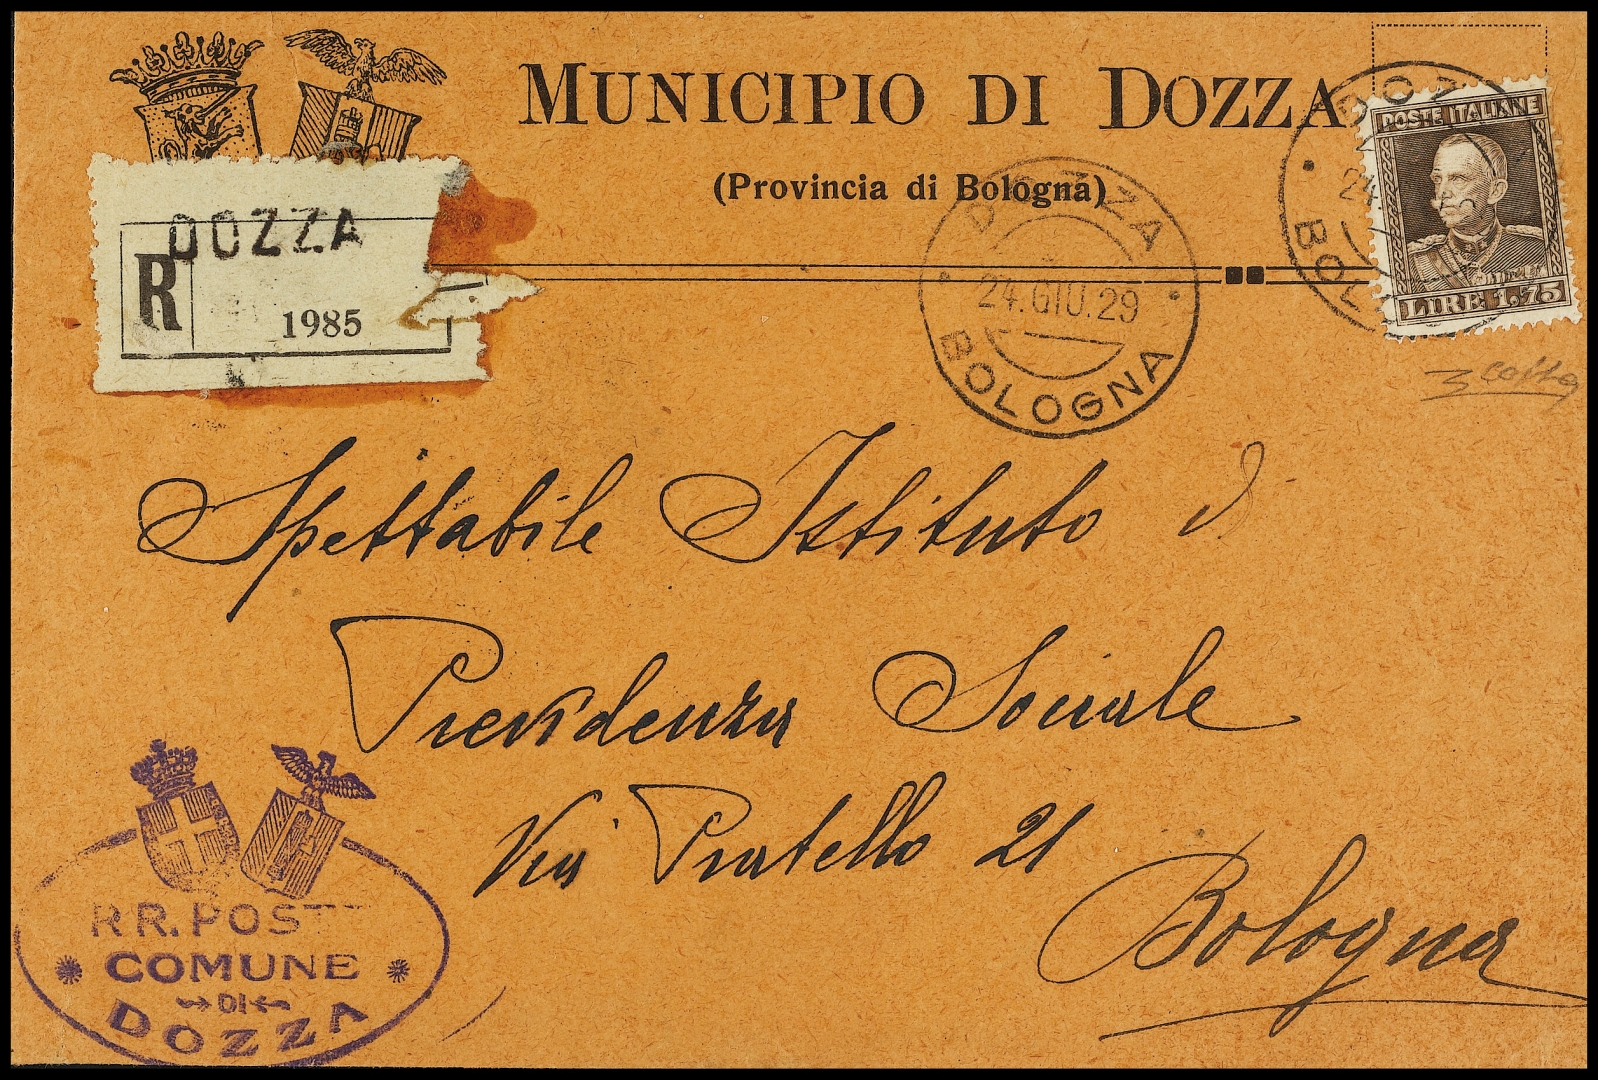 MUNICIPIO DI DOZZA
(Provincia di Bologna)
POSTE ITALIANE
LIRE 1,75
DOZZA
R
1985
DOZZA
24.GIU.29
BOLOGNA
Spettabile Istituto di
Previdenza Sociale
Via Pratello 21
Bologna
RR. POSTE
COMUNE
DI
DOZZA